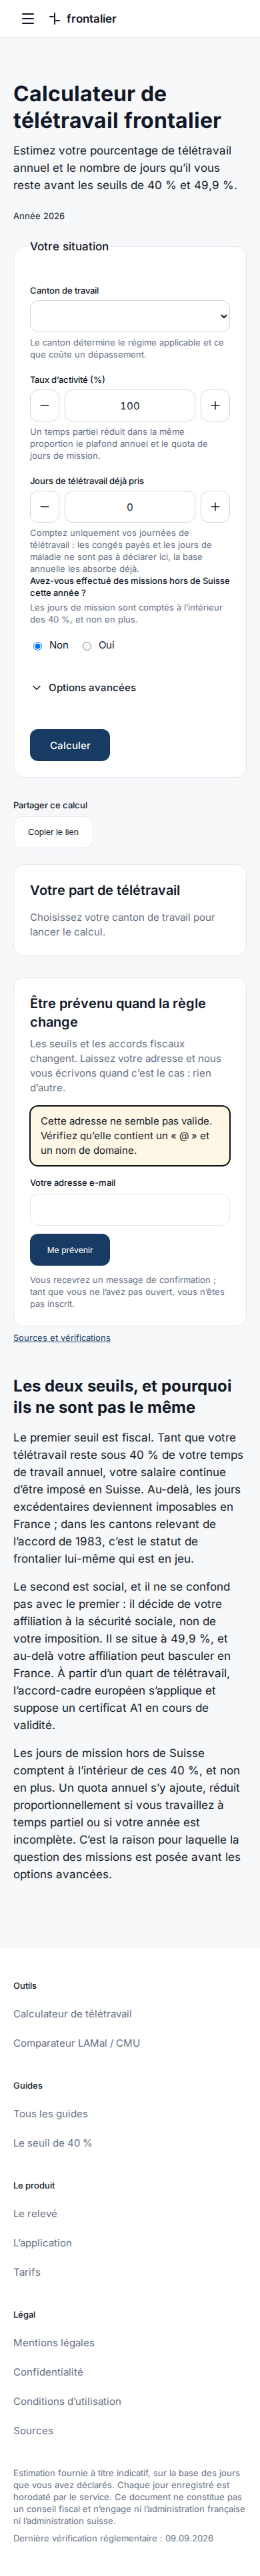 frontalier
Calculateur de
télétravail frontalier
Estimez votre pourcentage de télétravail
annuel et le nombre de jours qu’il vous
reste avant les seuils de 40 % et 49,9 %.
Année 2026
Votre situation
Canton de travail
Le canton détermine le régime applicable et ce
que coûte un dépassement.
Taux d’activité (%)
100
Un temps partiel réduit dans la même
proportion le plafond annuel et le quota de
jours de mission.
Jours de télétravail déjà pris
0
Comptez uniquement vos journées de
télétravail : les congés payés et les jours de
maladie ne sont pas à déclarer ici, la base
annuelle les absorbe déjà.
Avez-vous effectué des missions hors de Suisse
cette année ?
Les jours de mission sont comptés à l’intérieur
des 40 %, et non en plus.
Non Oui
Options avancées
Calculer
Partager ce calcul
Copier le lien
Votre part de télétravail
Choisissez votre canton de travail pour
lancer le calcul.
Être prévenu quand la règle
change
Les seuils et les accords fiscaux
changent. Laissez votre adresse et nous
vous écrivons quand c’est le cas : rien
d’autre.
Cette adresse ne semble pas valide.
Vérifiez qu’elle contient un « @ » et
un nom de domaine.
Votre adresse e-mail
Me prévenir
Vous recevrez un message de confirmation ;
tant que vous ne l’avez pas ouvert, vous n’êtes
pas inscrit.
Sources et vérifications
Les deux seuils, et pourquoi
ils ne sont pas le même
Le premier seuil est fiscal. Tant que votre
télétravail reste sous 40 % de votre temps
de travail annuel, votre salaire continue
d’être imposé en Suisse. Au-delà, les jours
excédentaires deviennent imposables en
France ; dans les cantons relevant de
l’accord de 1983, c’est le statut de
frontalier lui-même qui est en jeu.
Le second est social, et il ne se confond
pas avec le premier : il décide de votre
affiliation à la sécurité sociale, non de
votre imposition. Il se situe à 49,9 %, et
au-delà votre affiliation peut basculer en
France. À partir d’un quart de télétravail,
l’accord-cadre européen s’applique et
suppose un certificat A1 en cours de
validité.
Les jours de mission hors de Suisse
comptent à l’intérieur de ces 40 %, et non
en plus. Un quota annuel s’y ajoute, réduit
proportionnellement si vous travaillez à
temps partiel ou si votre année est
incomplète. C’est la raison pour laquelle la
question des missions est posée avant les
options avancées.
Outils
Calculateur de télétravail
Comparateur LAMal / CMU
Guides
Tous les guides
Le seuil de 40 %
Le produit
Le relevé
L’application
Tarifs
Légal
Mentions légales
Confidentialité
Conditions d’utilisation
Sources
Estimation fournie à titre indicatif, sur la base des jours
que vous avez déclarés. Chaque jour enregistré est
horodaté par le service. Ce document ne constitue pas
un conseil fiscal et n’engage ni l’administration française
ni l’administration suisse.
Dernière vérification réglementaire : 09.09.2026